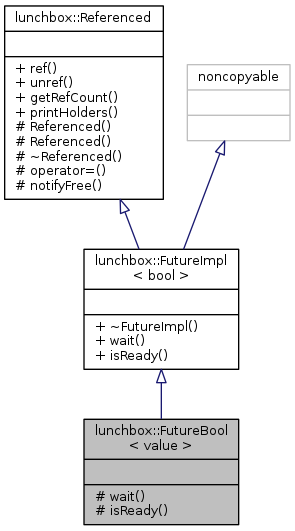 lunchbox::Referenced
+ ref()
+ unref()
+ getRefCount()
+ printHolders()
# Referenced()
# Referenced()
# ~Referenced()
# operator=()
# notifyFree()
noncopyable
lunchbox::FutureImpl
< bool >
+ ~FutureImpl()
+ wait()
+ isReady()
lunchbox::FutureBool
< value >
# wait()
# isReady()